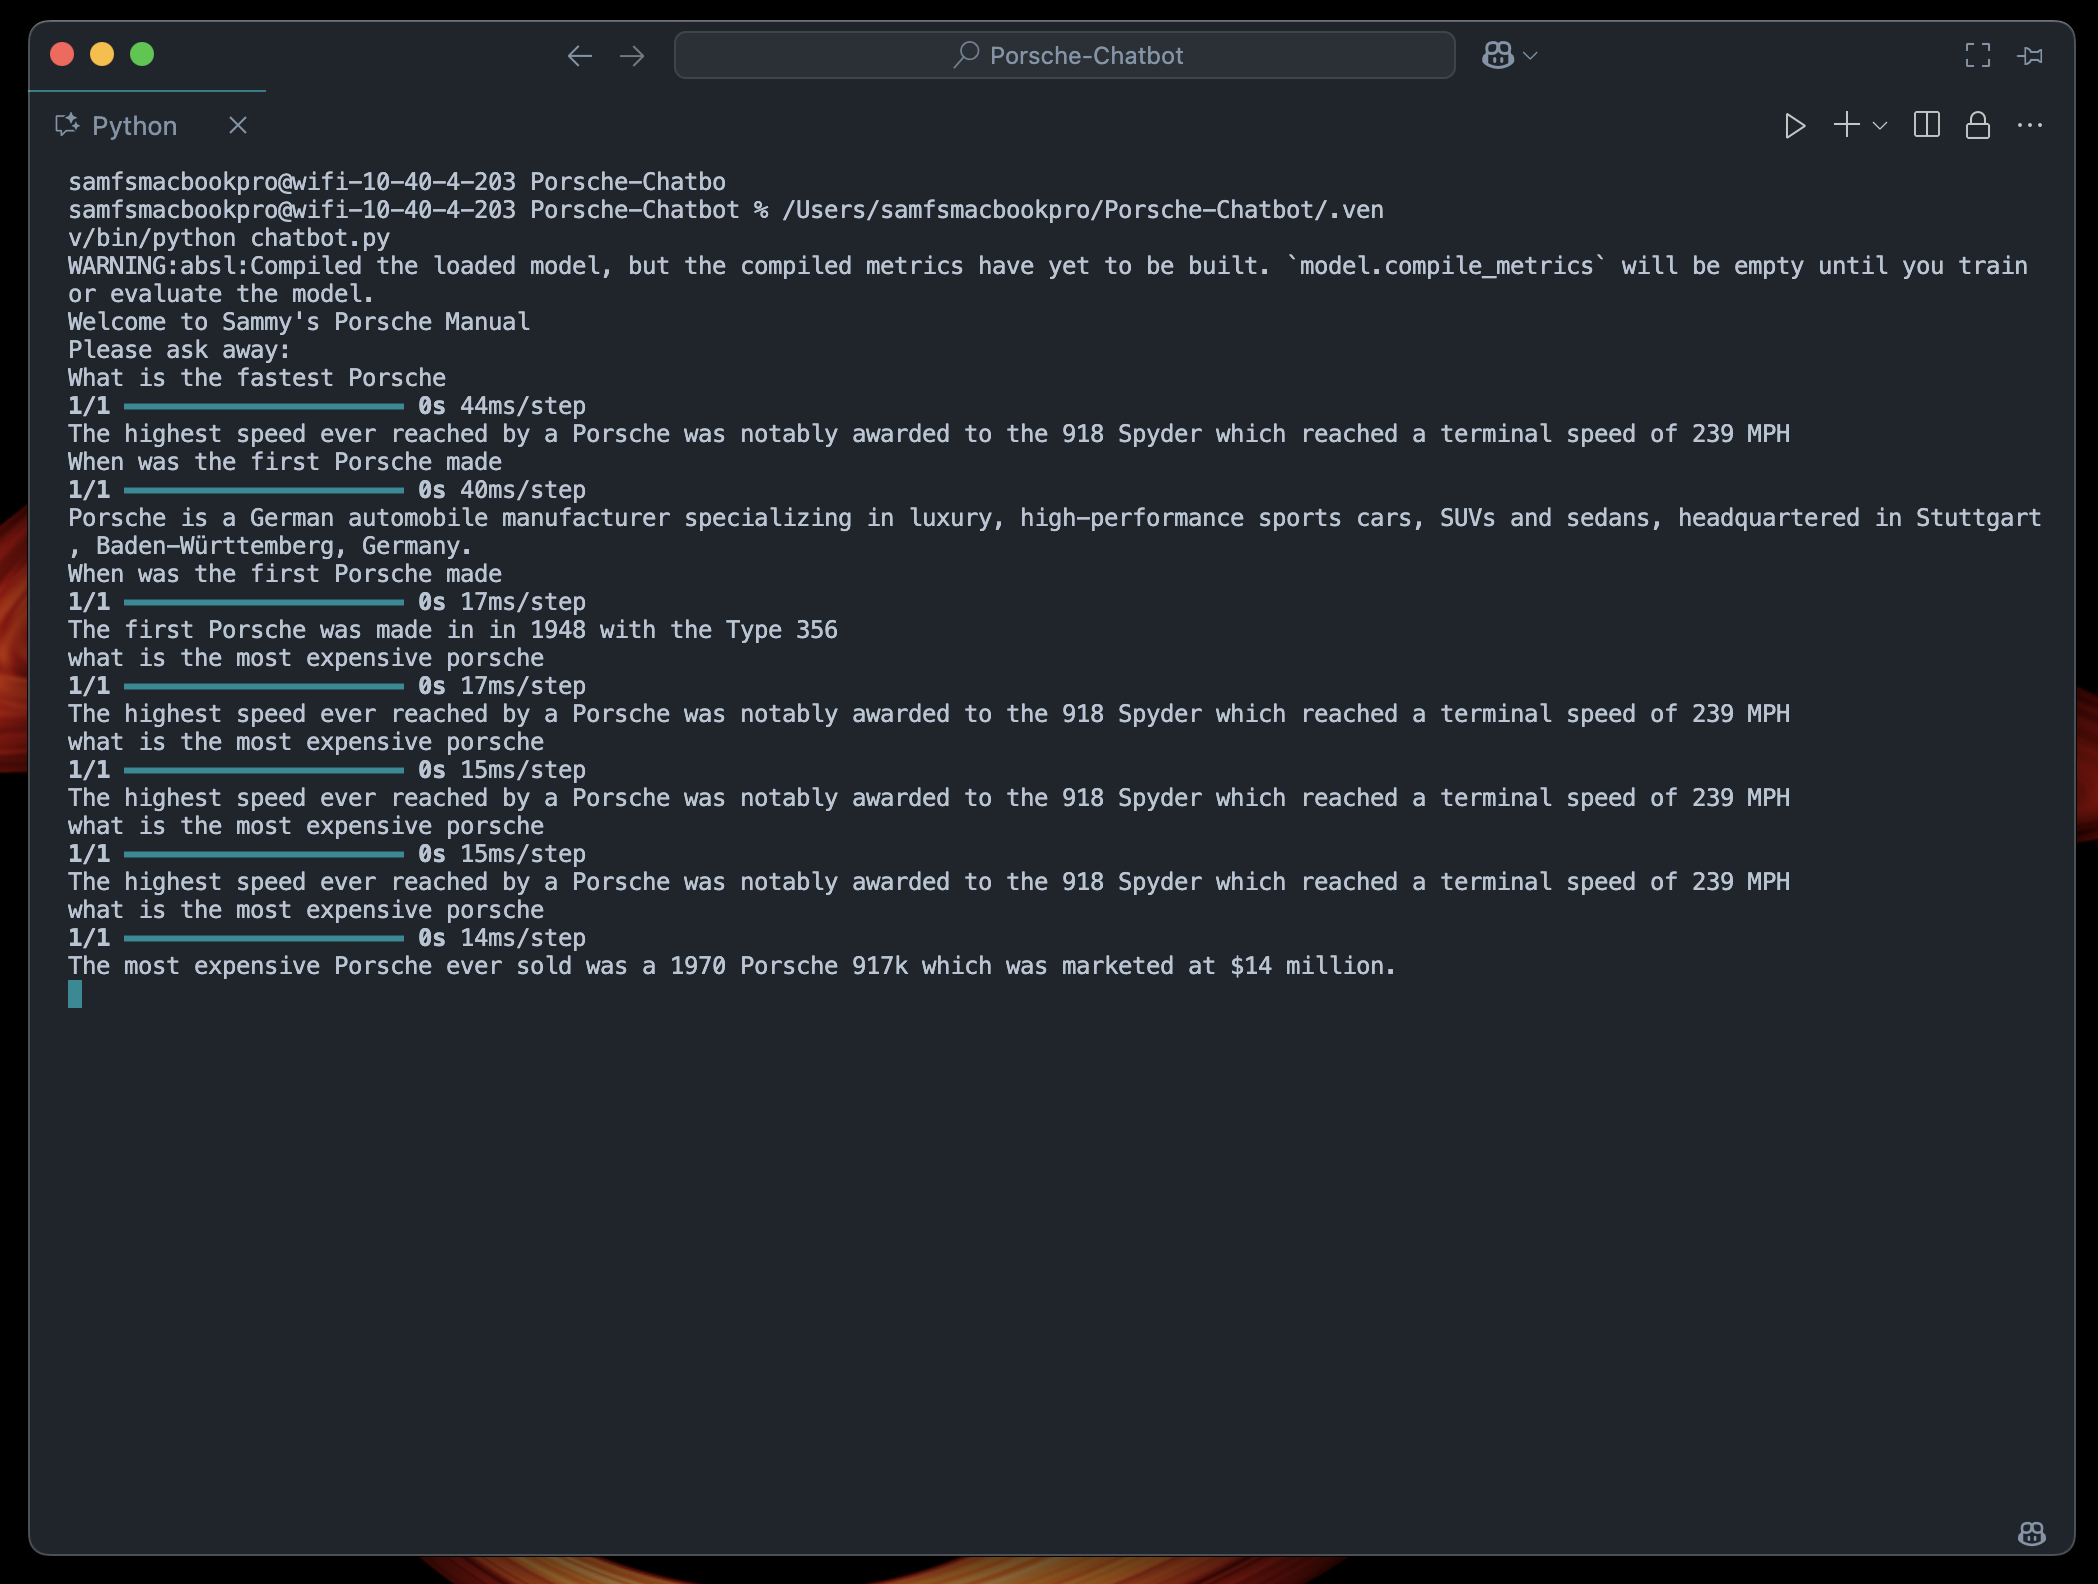 Porsche-Chatbot
Python
samfsmacbookpro@wifi-10-40-4-203 Porsche-Chatbo
samfsmacbookpro@wifi-10-40-4-203 Porsche-Chatbot % /Users/samfsmacbookpro/Porsche-Chatbot/.ven
v/bin/python chatbot.py
WARNING:absl:Compiled the loaded model, but the compiled metrics have yet to be built. `model.compile_metrics` will be empty until you train
or evaluate the model.
Welcome to Sammy's Porsche Manual
Please ask away:
What is the fastest Porsche
1/1 ━━━━━━━━━━━━━━━━━━━━ 0s 44ms/step
The highest speed ever reached by a Porsche was notably awarded to the 918 Spyder which reached a terminal speed of 239 MPH
When was the first Porsche made
1/1 ━━━━━━━━━━━━━━━━━━━━ 0s 40ms/step
Porsche is a German automobile manufacturer specializing in luxury, high-performance sports cars, SUVs and sedans, headquartered in Stuttgart
, Baden-Württemberg, Germany.
When was the first Porsche made
1/1 ━━━━━━━━━━━━━━━━━━━━ 0s 17ms/step
The first Porsche was made in in 1948 with the Type 356
what is the most expensive porsche
1/1 ━━━━━━━━━━━━━━━━━━━━ 0s 17ms/step
The highest speed ever reached by a Porsche was notably awarded to the 918 Spyder which reached a terminal speed of 239 MPH
what is the most expensive porsche
1/1 ━━━━━━━━━━━━━━━━━━━━ 0s 15ms/step
The highest speed ever reached by a Porsche was notably awarded to the 918 Spyder which reached a terminal speed of 239 MPH
what is the most expensive porsche
1/1 ━━━━━━━━━━━━━━━━━━━━ 0s 15ms/step
The highest speed ever reached by a Porsche was notably awarded to the 918 Spyder which reached a terminal speed of 239 MPH
what is the most expensive porsche
1/1 ━━━━━━━━━━━━━━━━━━━━ 0s 14ms/step
The most expensive Porsche ever sold was a 1970 Porsche 917k which was marketed at $14 million.